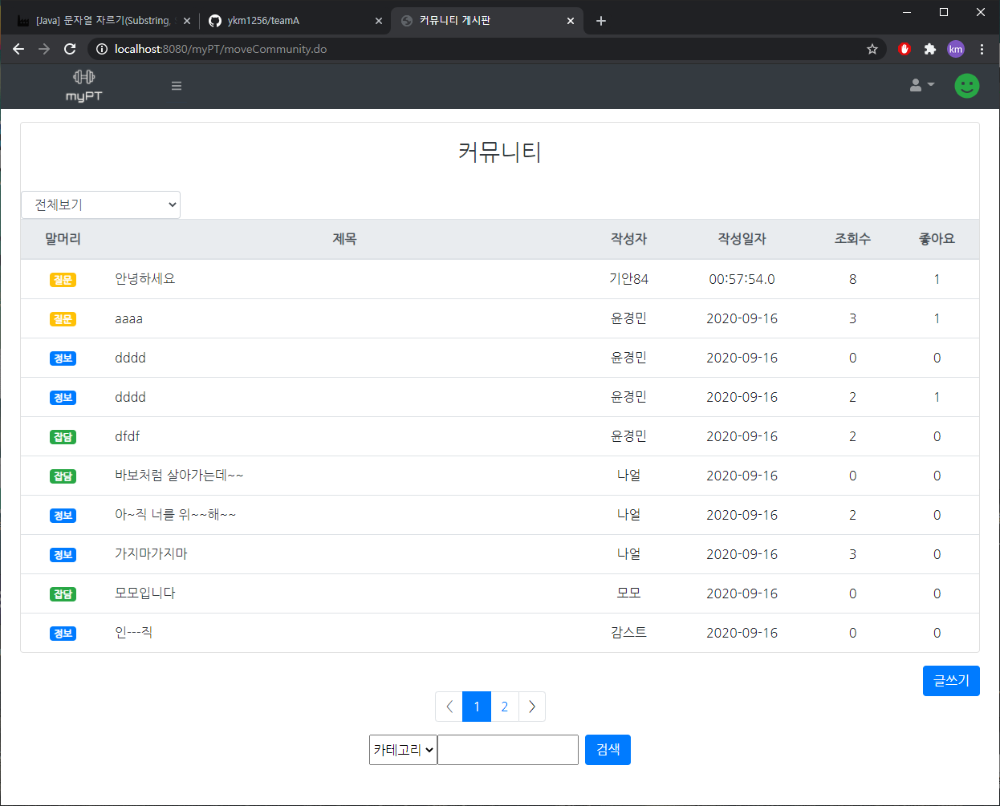 [Java] 문자열 자르기(Substring,
ykm1256/teamA
커뮤니티 게시판
localhost:8080/myPT/moveCommunity.do
km
myPT
커뮤니티
전체보기
말머리 제목 작성자 작성일자 조회수 좋아요
질문 안녕하세요 기안84 00:57:54.0 8 1
질문 aaaa 윤경민 2020-09-16 3 1
정보 dddd 윤경민 2020-09-16 0 0
정보 dddd 윤경민 2020-09-16 2 1
잡담 dfdf 윤경민 2020-09-16 2 0
잡담 바보처럼 살아가는데~~ 나얼 2020-09-16 0 0
정보 아~직 너를 위~~해~~ 나얼 2020-09-16 2 0
정보 가지마가지마 나얼 2020-09-16 3 0
잡담 모모입니다 모모 2020-09-16 0 0
정보 인---직 감스트 2020-09-16 0 0
글쓰기
1 2
카테고리 검색